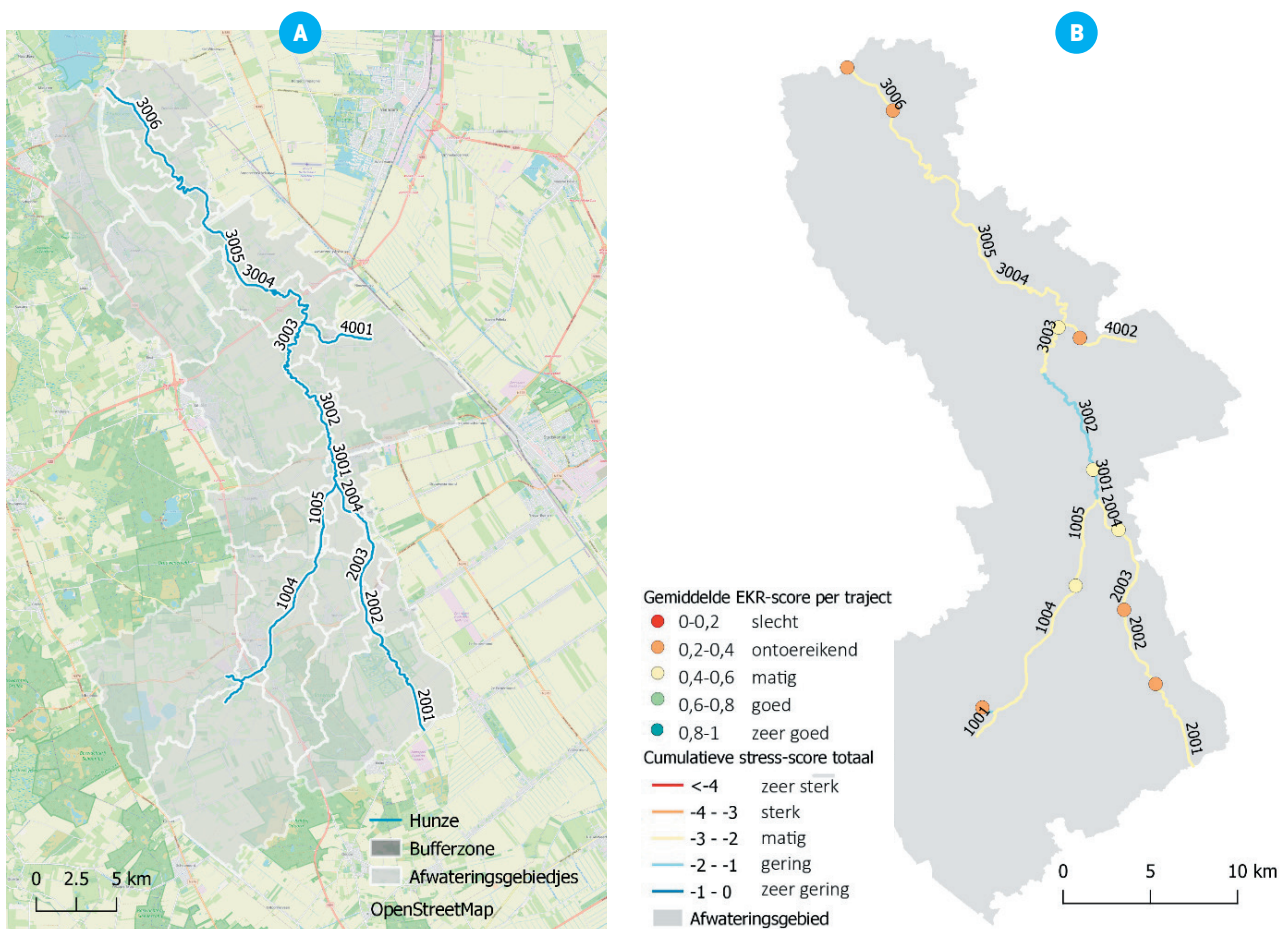 A
3006
3005
3004
3003
4001
3002
3001
2004
1005
2003
1004
2002
2001
Hunze
Bufferzone
Afwateringsgebiedjes
OpenStreetMap
0 2.5 5 km
B
3006
3005
3004
3003
4002
3002
3001
2004
1005
2003
1004
2002
1001
2001
Gemiddelde EKR-score per traject
0-0,2 slecht
0,2-0,4 ontoereikend
0,4-0,6 matig
0,6-0,8 goed
0,8-1 zeer goed
Cumulatieve stress-score totaal
<-4 zeer sterk
-4 - -3 sterk
-3 - -2 matig
-2 - -1 gering
-1 - 0 zeer gering
Afwateringsgebied
0 5 10 km